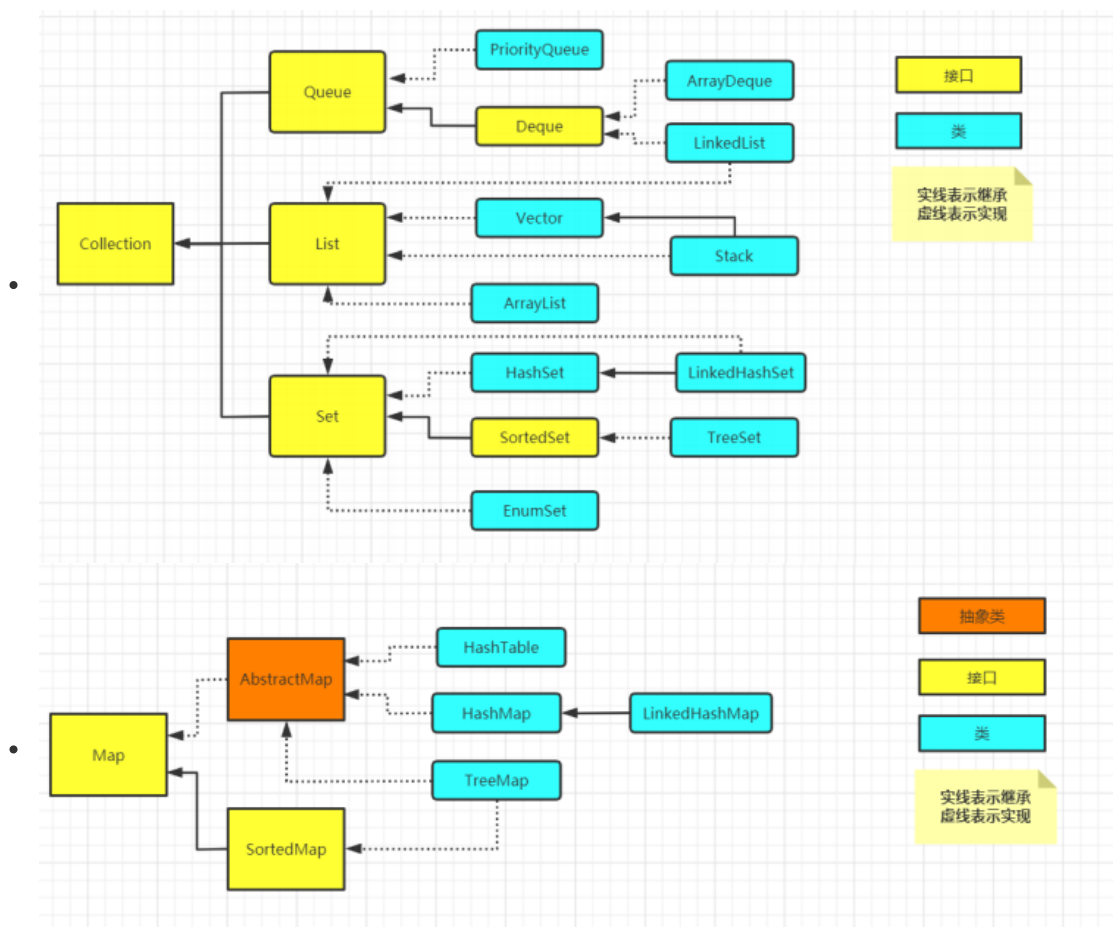 PriorityQueue
Queue
ArrayDeque
接口
Deque
LinkedList
类
实线表示继承
虚线表示实现
Collection
List
Vector
Stack
ArrayList
HashSet
LinkedHashSet
Set
SortedSet
TreeSet
EnumSet
抽象类
HashTable
AbstractMap
接口
HashMap
LinkedHashMap
类
Map
TreeMap
实线表示继承
虚线表示实现
SortedMap